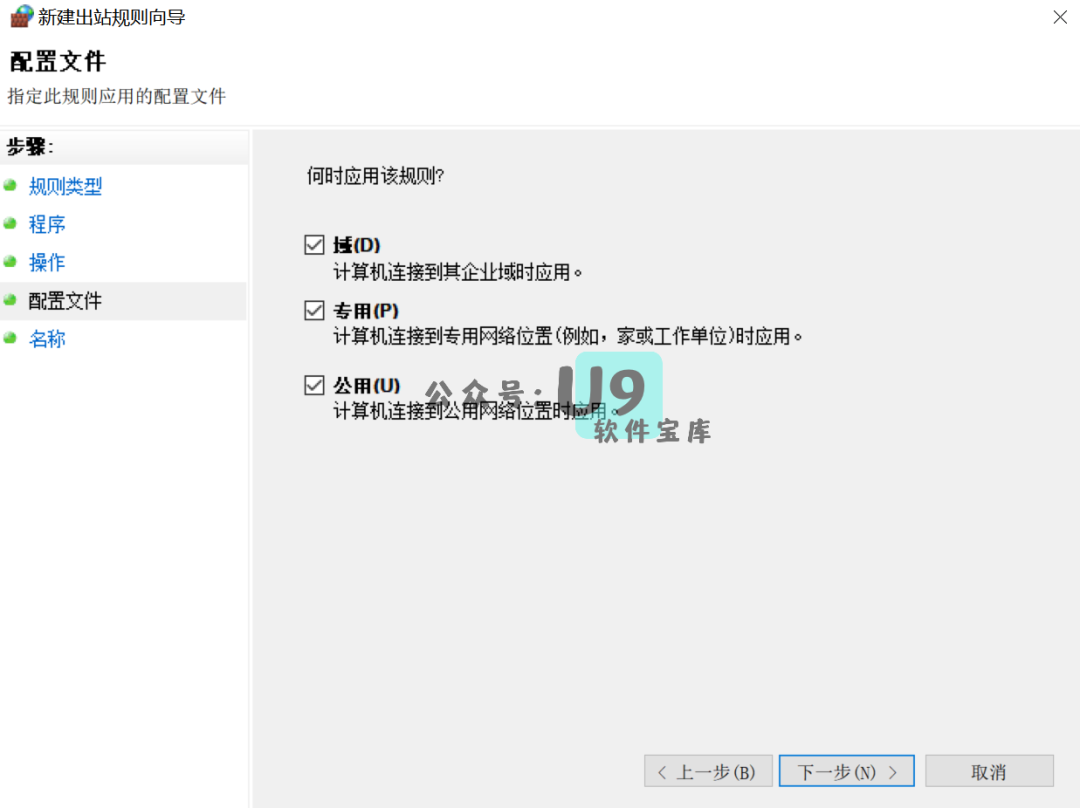 新建出站规则向导
配置文件
指定此规则应用的配置文件
步骤:
规则类型
程序
操作
配置文件
名称
何时应用该规则?
域(D)
计算机连接到其企业域时应用。
专用(P)
计算机连接到专用网络位置(例如，家或工作单位)时应用。
公用(U)
计算机连接到公用网络位置时应用。
公众号: U9
软件宝库
< 上一步(B)
下一步(N) >
取消